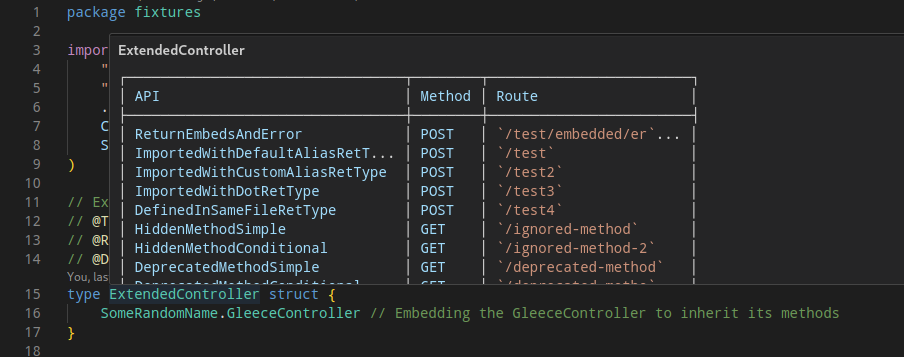 1 package fixtures
2
3 impor
4 "
5 "
6 .
7 C
8 S
9 )
10
11 // Ex
12 // @T
13 // @R
14 // @D
You, las
ExtendedController
API Method Route
ReturnEmbedsAndError POST `/test/embedded/er`...
ImportedWithDefaultAliasRetT... POST `/test`
ImportedWithCustomAliasRetType POST `/test2`
ImportedWithDotRetType POST `/test3`
DefinedInSameFileRetType POST `/test4`
HiddenMethodSimple GET `/ignored-method`
HiddenMethodConditional GET `/ignored-method-2`
DeprecatedMethodSimple GET `/deprecated-method`
15 type ExtendedController struct {
16 SomeRandomName.GleeceController // Embedding the GleeceController to inherit its methods
17 }
18